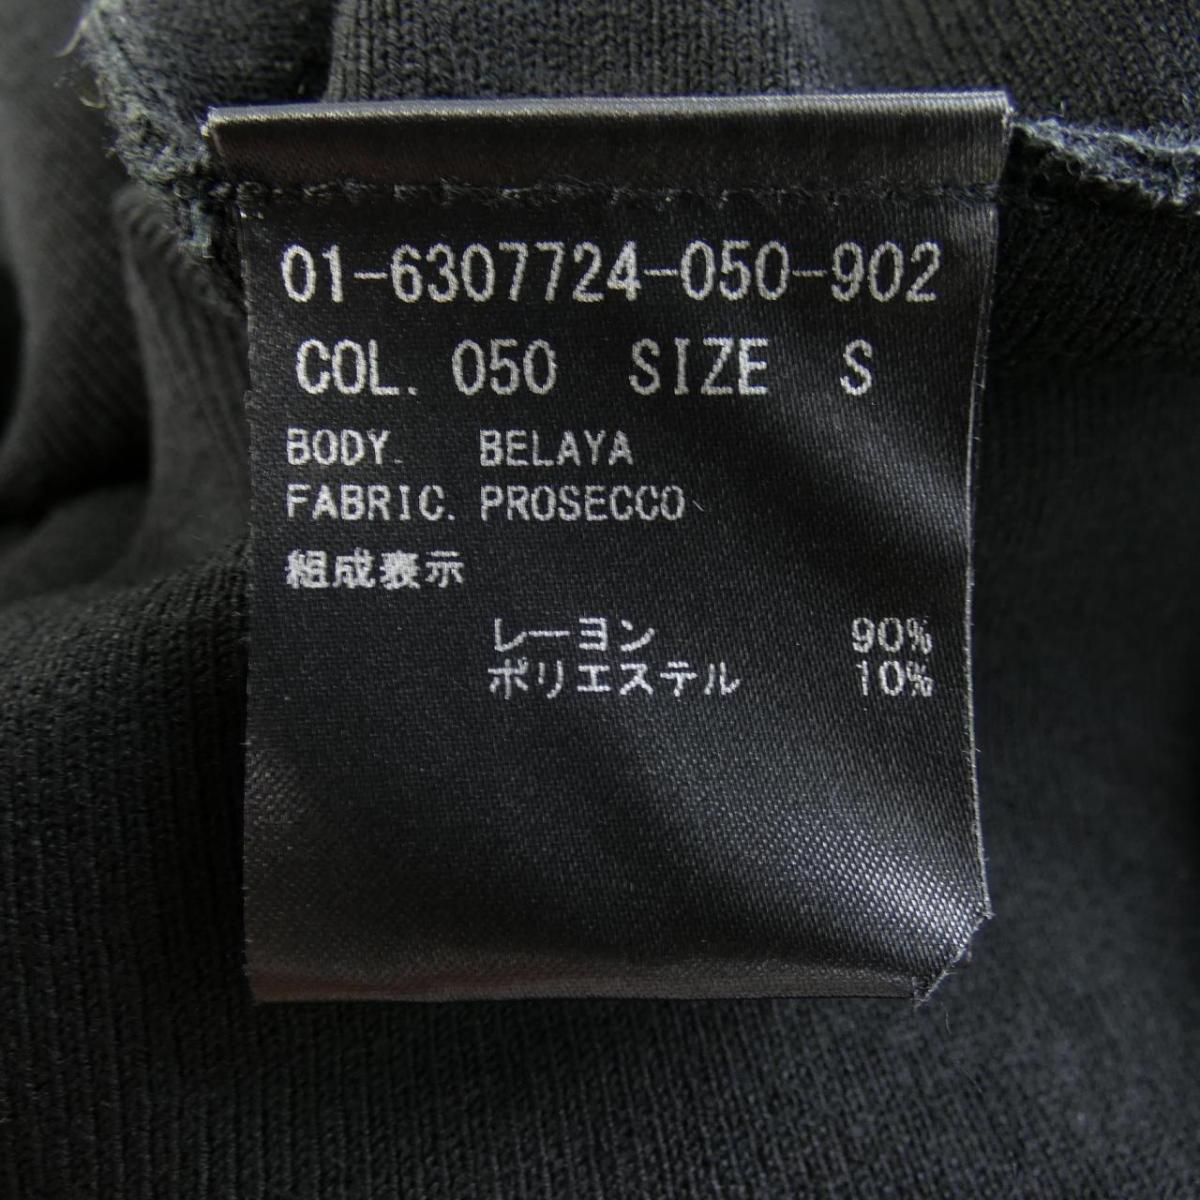 01-6307724-050-902
COL. 050 SIZE S
BODY. BELAYA
FABRIC. PROSECCO
組成表示
レーヨン 90%
ポリエステル 10%